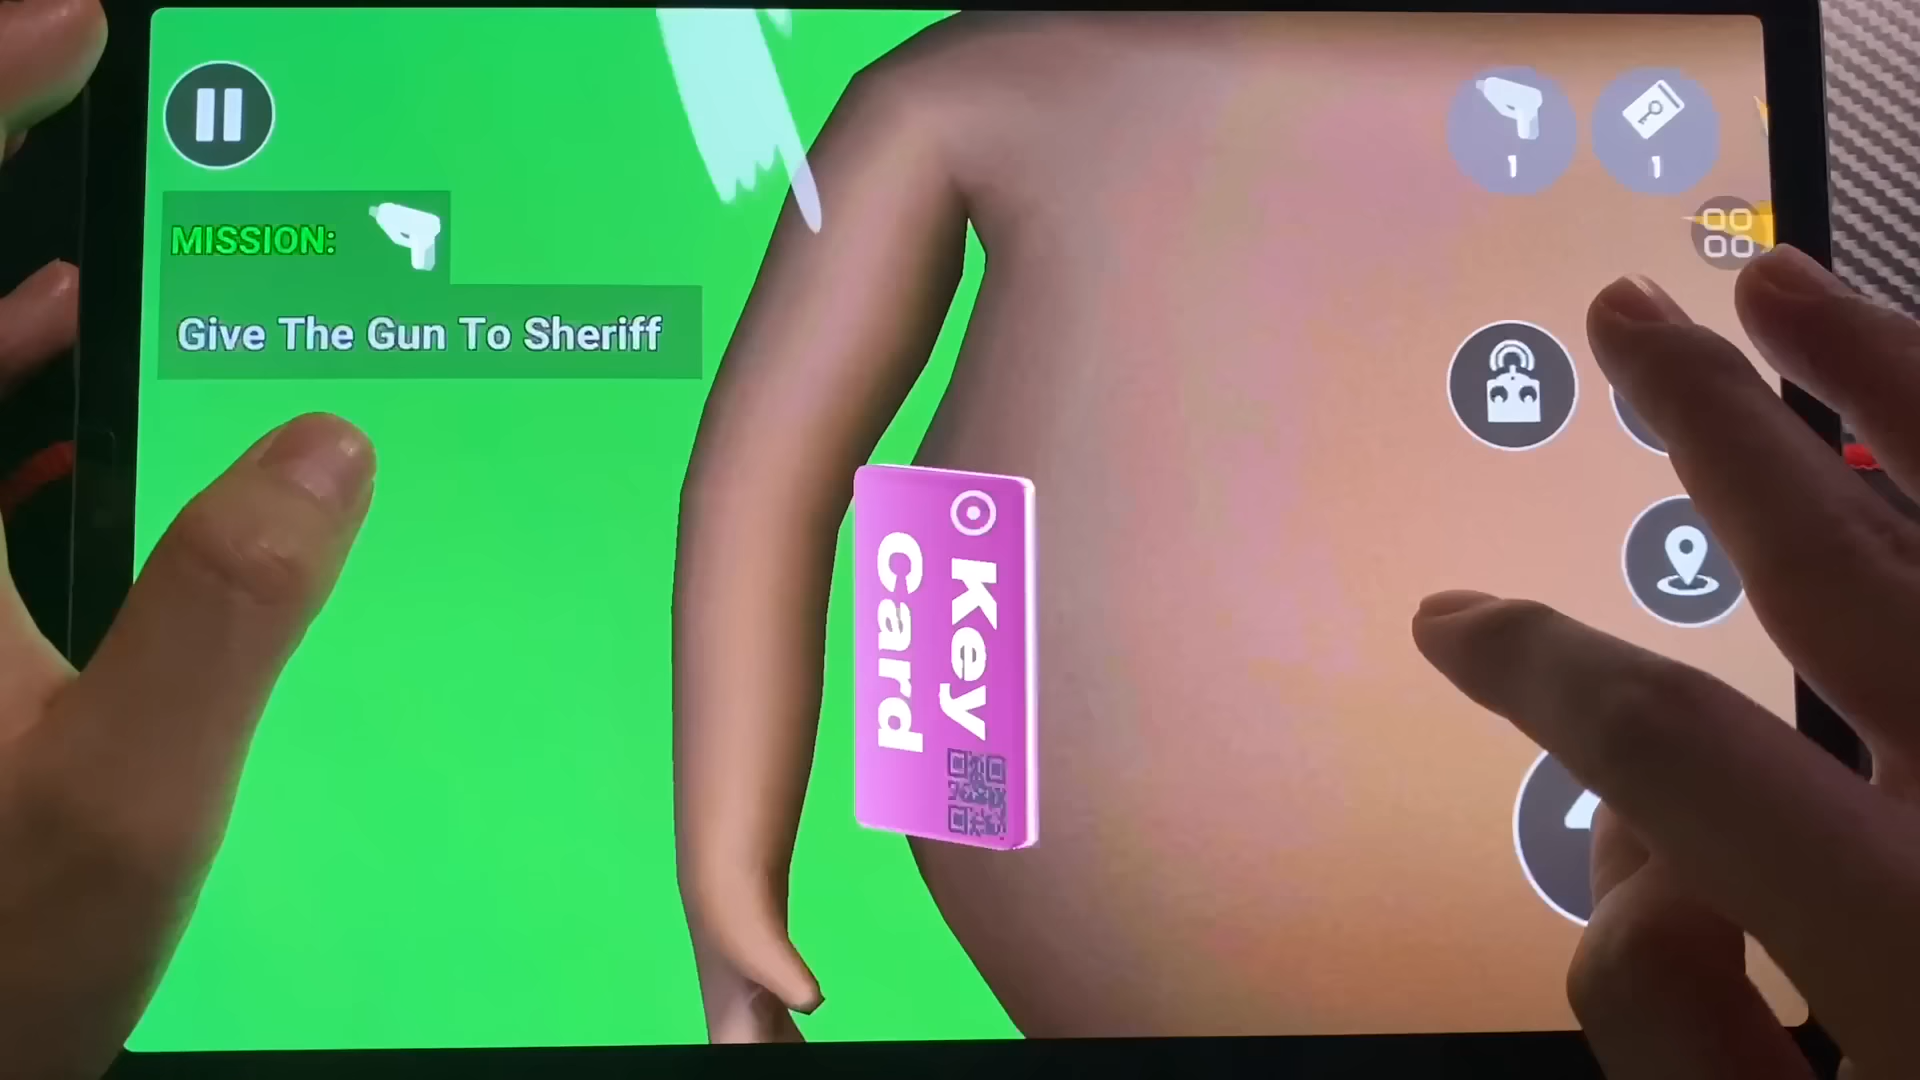 MISSION:
Give The Gun To Sheriff
1
1
Key
Card